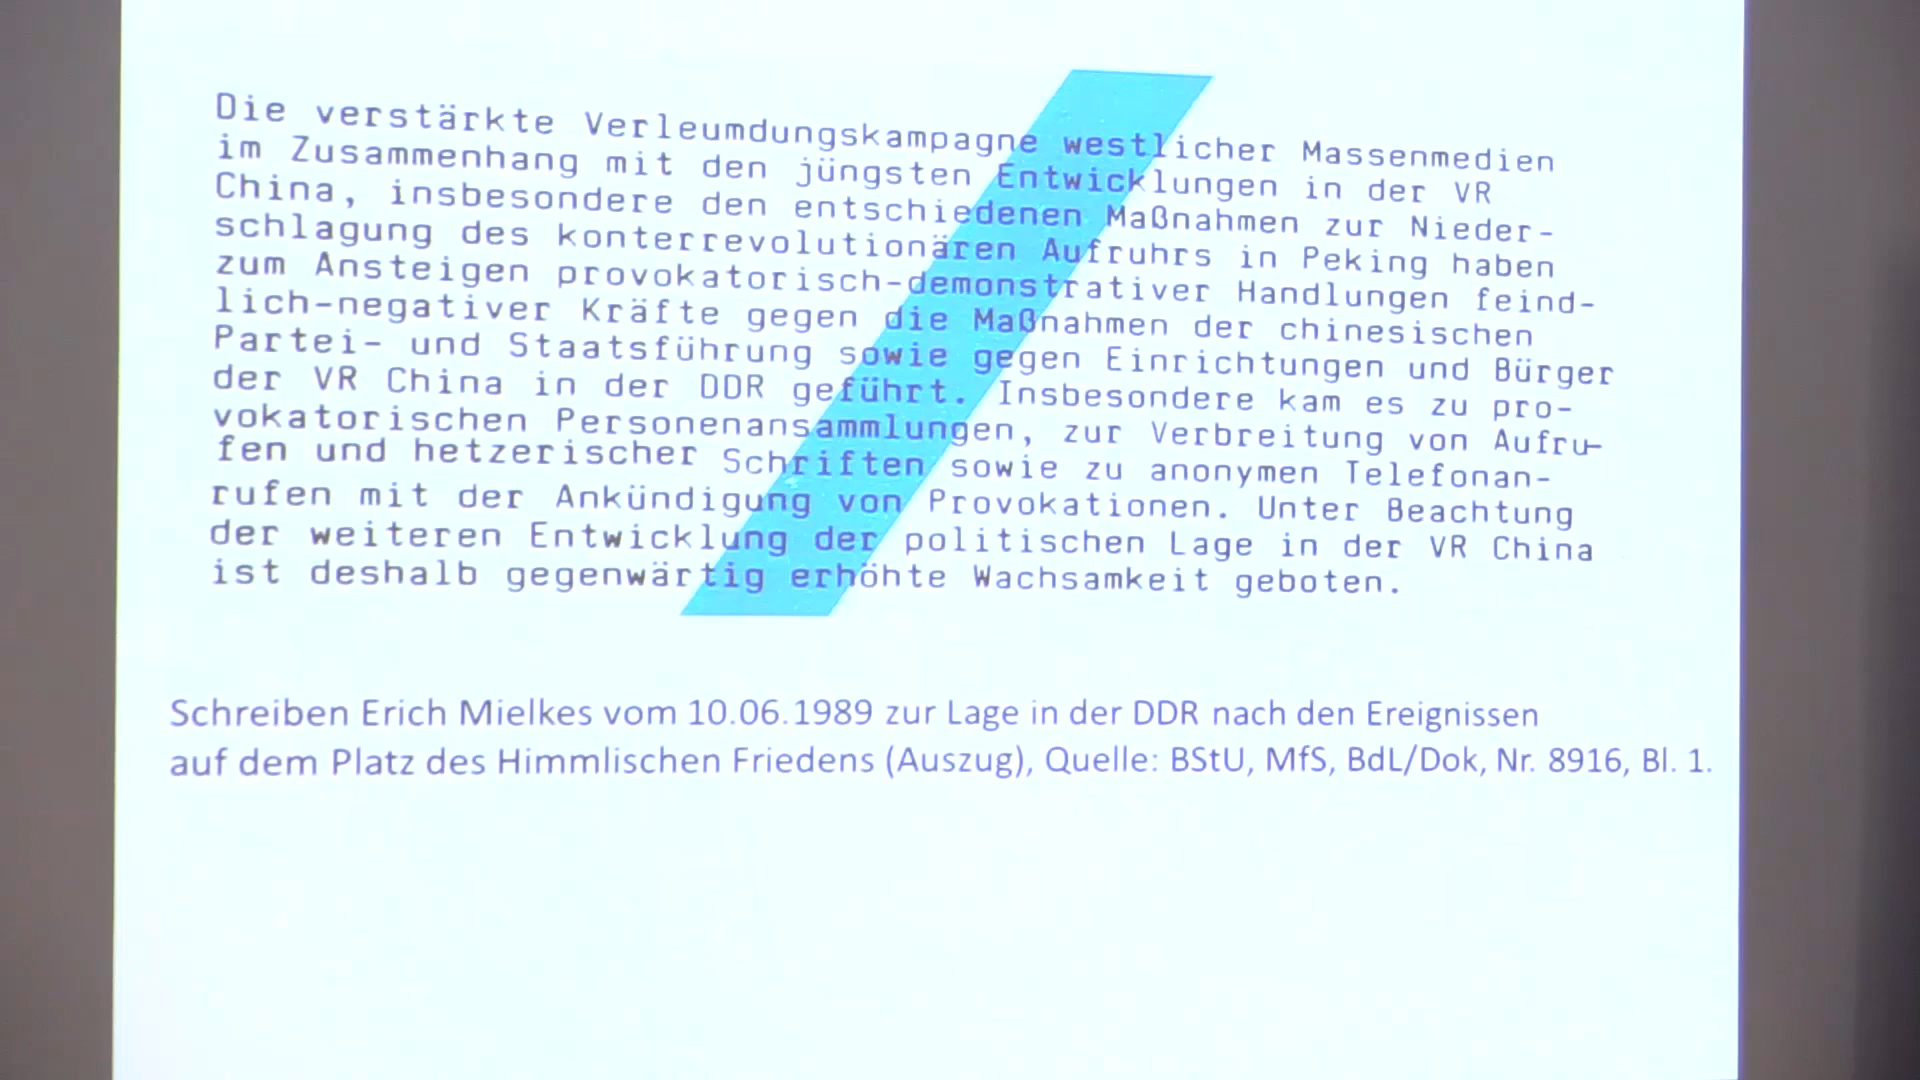 Die verstärkte Verleumdungskampagne westlicher Massenmedien
im Zusammenhang mit den jüngsten Entwicklungen in der VR
China, insbesondere den entschiedenen Maßnahmen zur Nieder-
schlagung des konterrevolutionären Aufruhrs in Peking haben
zum Ansteigen provokatorisch-demonstrativer Handlungen feind-
lich-negativer Kräfte gegen die Maßnahmen der chinesischen
Partei- und Staatsführung sowie gegen Einrichtungen und Bürger
der VR China in der DDR geführt. Insbesondere kam es zu pro-
vokatorischen Personenansammlungen, zur Verbreitung von Aufru-
fen und hetzerischer Schriften sowie zu anonymen Telefonan-
rufen mit der Ankündigung von Provokationen. Unter Beachtung
der weiteren Entwicklung der politischen Lage in der VR China
ist deshalb gegenwärtig erhöhte Wachsamkeit geboten.
Schreiben Erich Mielkes vom 10.06.1989 zur Lage in der DDR nach den Ereignissen
auf dem Platz des Himmlischen Friedens (Auszug), Quelle: BStU, MfS, BdL/Dok, Nr. 8916, Bl. 1.